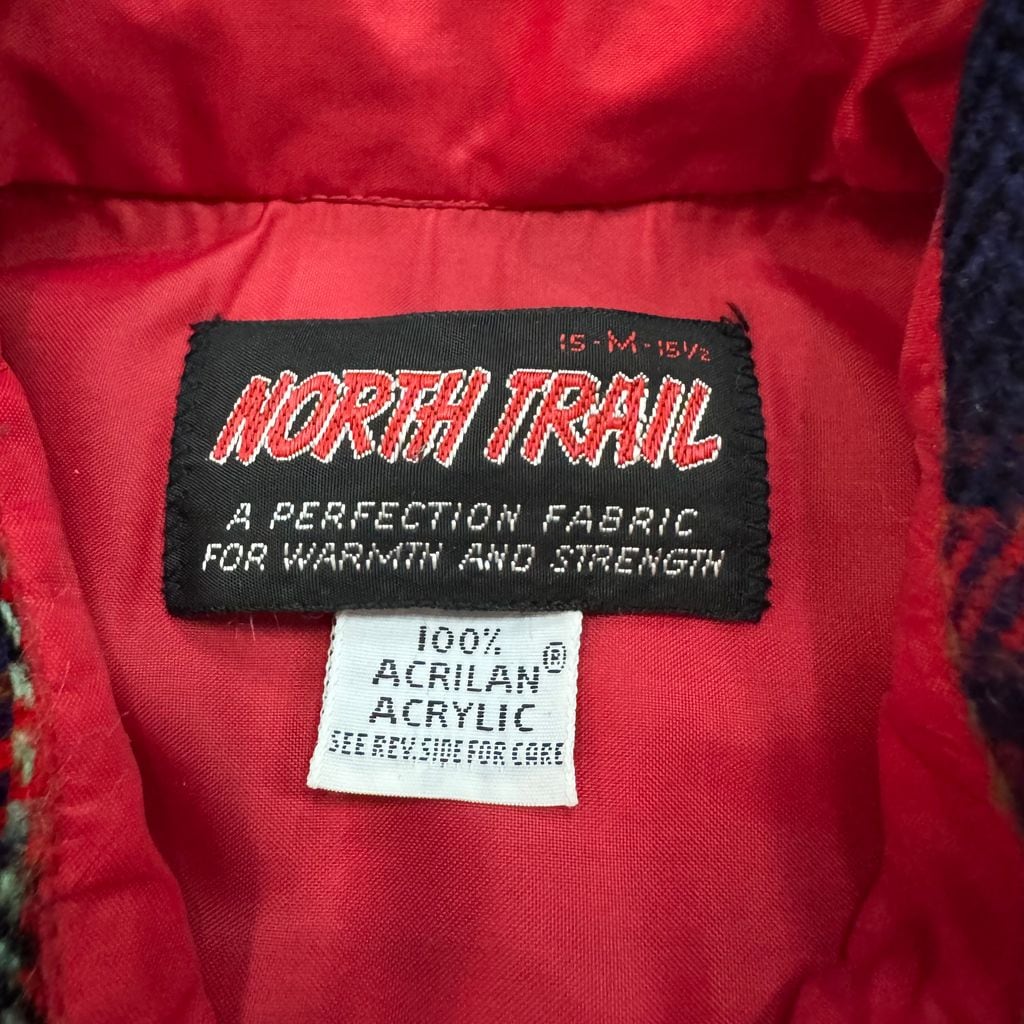 15-M-15½
NORTH TRAIL
A PERFECTION FABRIC
FOR WARMTH AND STRENGTH
100%
ACRILAN®
ACRYLIC
SEE REV. SIDE FOR CARE